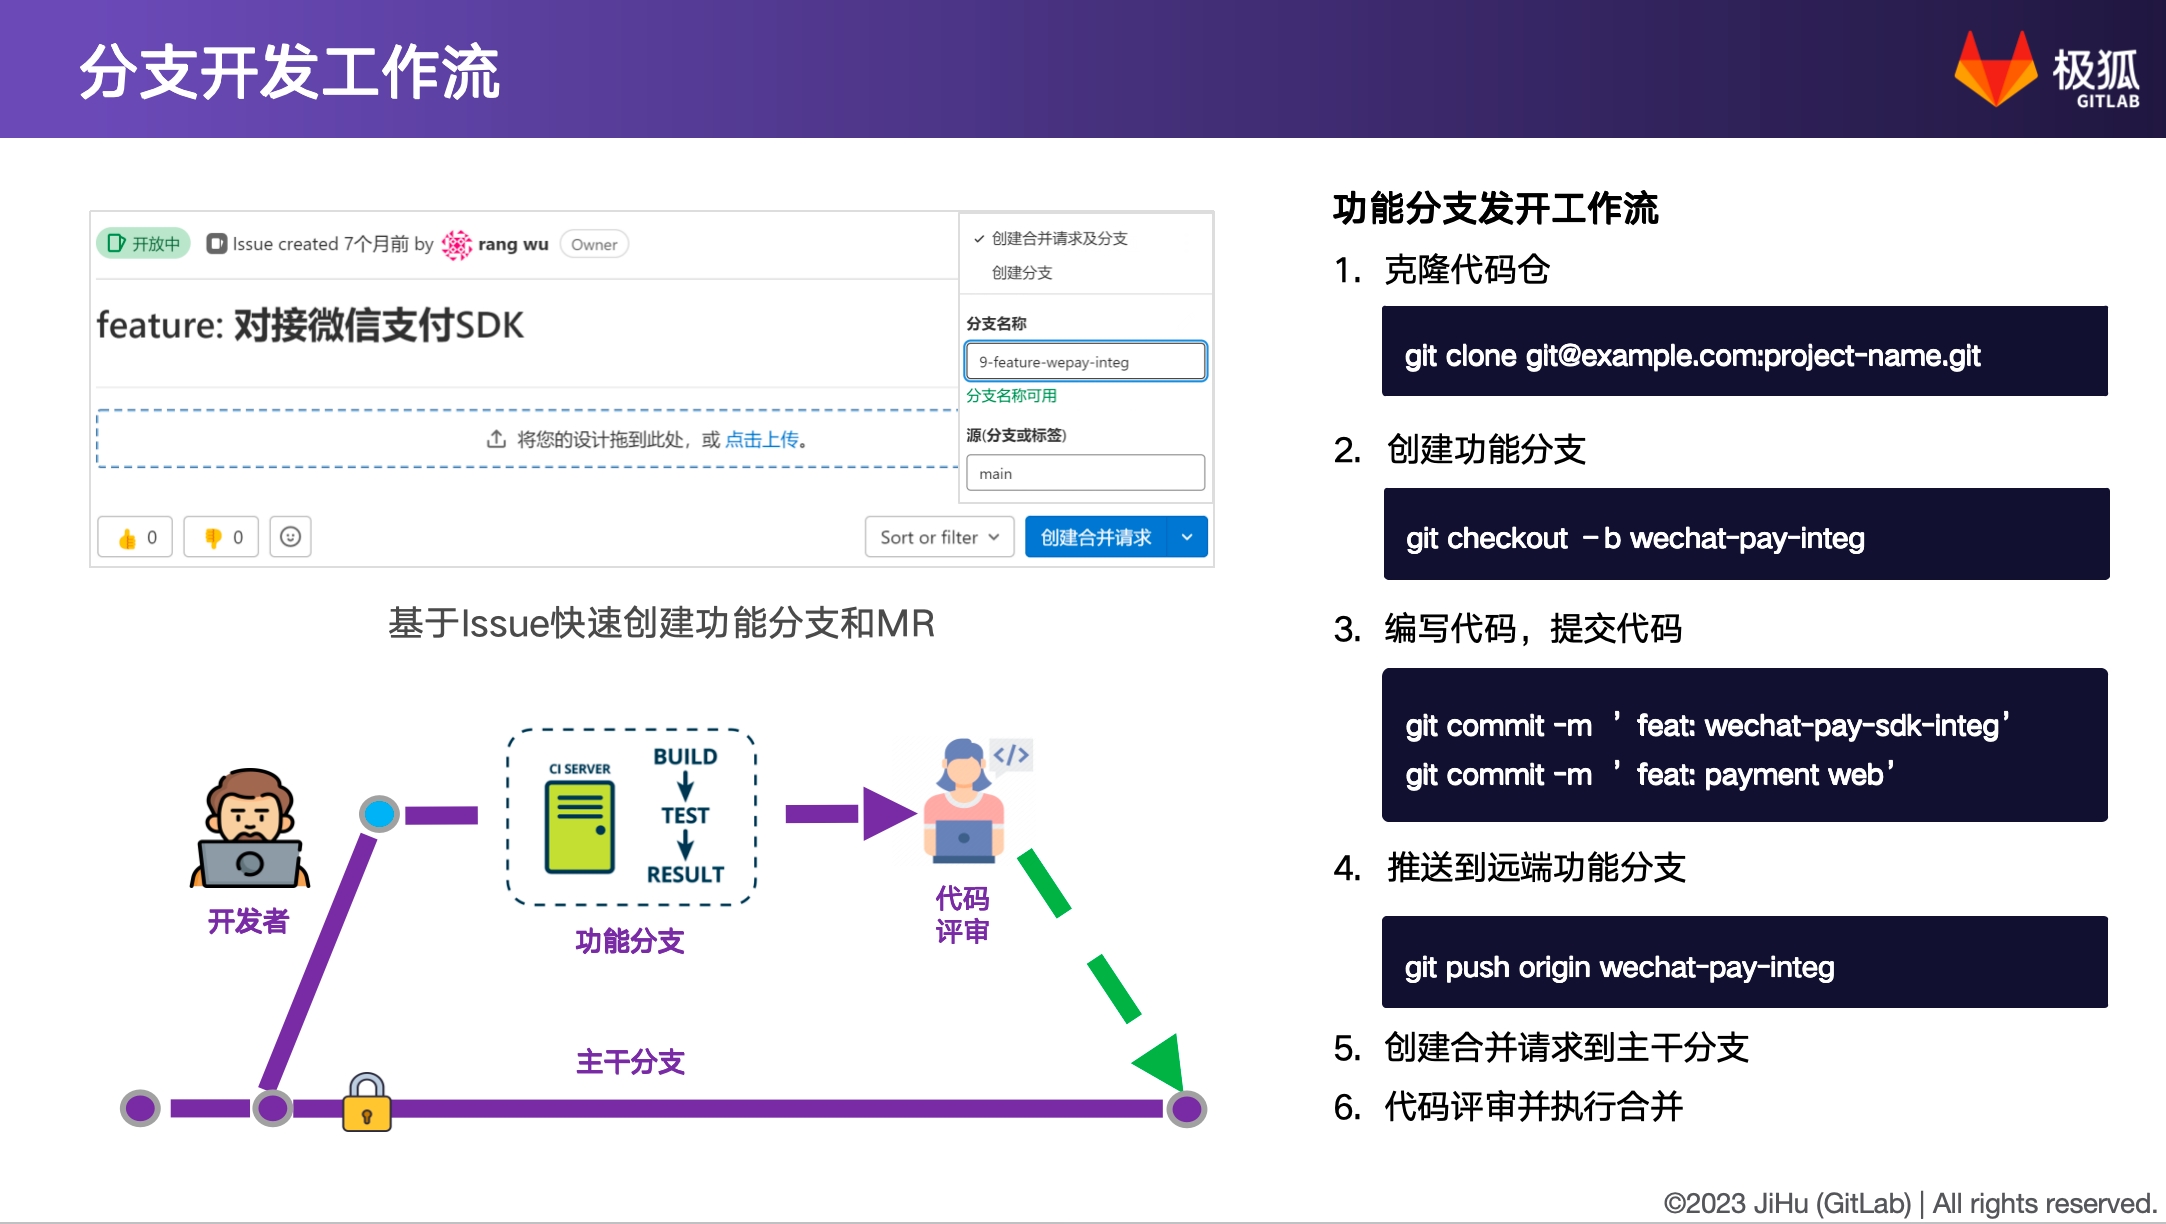 分支开发工作流
极狐
GITLAB
开放中 Issue created 7个月前 by rang wu Owner
feature: 对接微信支付SDK
将您的设计拖到此处，或 点击上传。
👍 0 👎 0
Sort or filter
创建合并请求
创建合并请求及分支
创建分支
分支名称
9-feature-wepay-integ
分支名称可用
源(分支或标签)
main
基于Issue快速创建功能分支和MR
开发者
CI SERVER
BUILD
TEST
RESULT
功能分支
</>
代码
评审
主干分支
功能分支发开工作流
1. 克隆代码仓
git clone git@example.com:project-name.git
2. 创建功能分支
git checkout –b wechat-pay-integ
3. 编写代码，提交代码
git commit -m ’feat: wechat-pay-sdk-integ’
git commit -m ’feat: payment web’
4. 推送到远端功能分支
git push origin wechat-pay-integ
5. 创建合并请求到主干分支
6. 代码评审并执行合并
©2023 JiHu (GitLab) | All rights reserved.